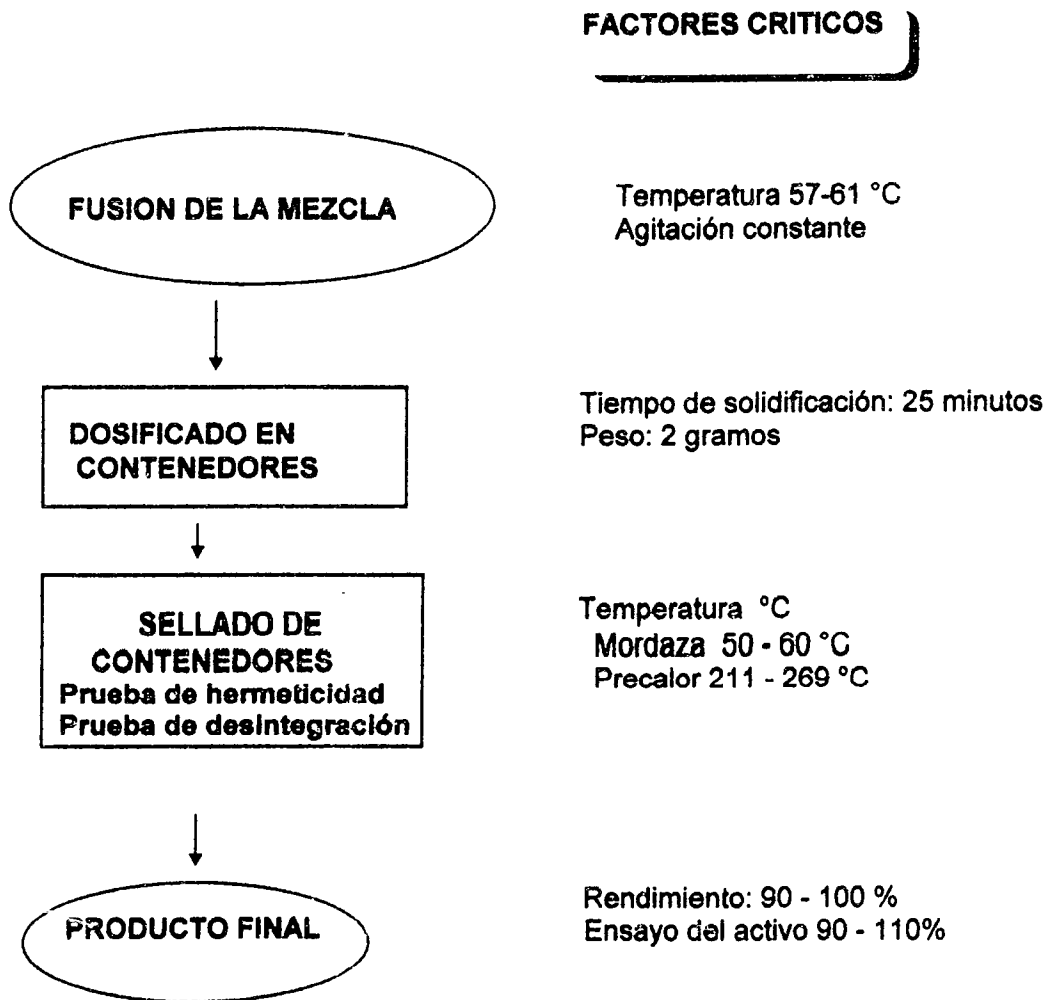 FACTORES CRITICOS
FUSION DE LA MEZCLA
Temperatura 57-61 °C
Agitación constante
DOSIFICADO EN
CONTENEDORES
Tiempo de solidificación: 25 minutos
Peso: 2 gramos
SELLADO DE
CONTENEDORES
Prueba de hermeticidad
Prueba de desintegración
Temperatura ºC
Mordaza 50 - 60 °C
Precalor 211 - 269 °C
PRODUCTO FINAL
Rendimiento: 90 - 100 %
Ensayo del activo 90 - 110%